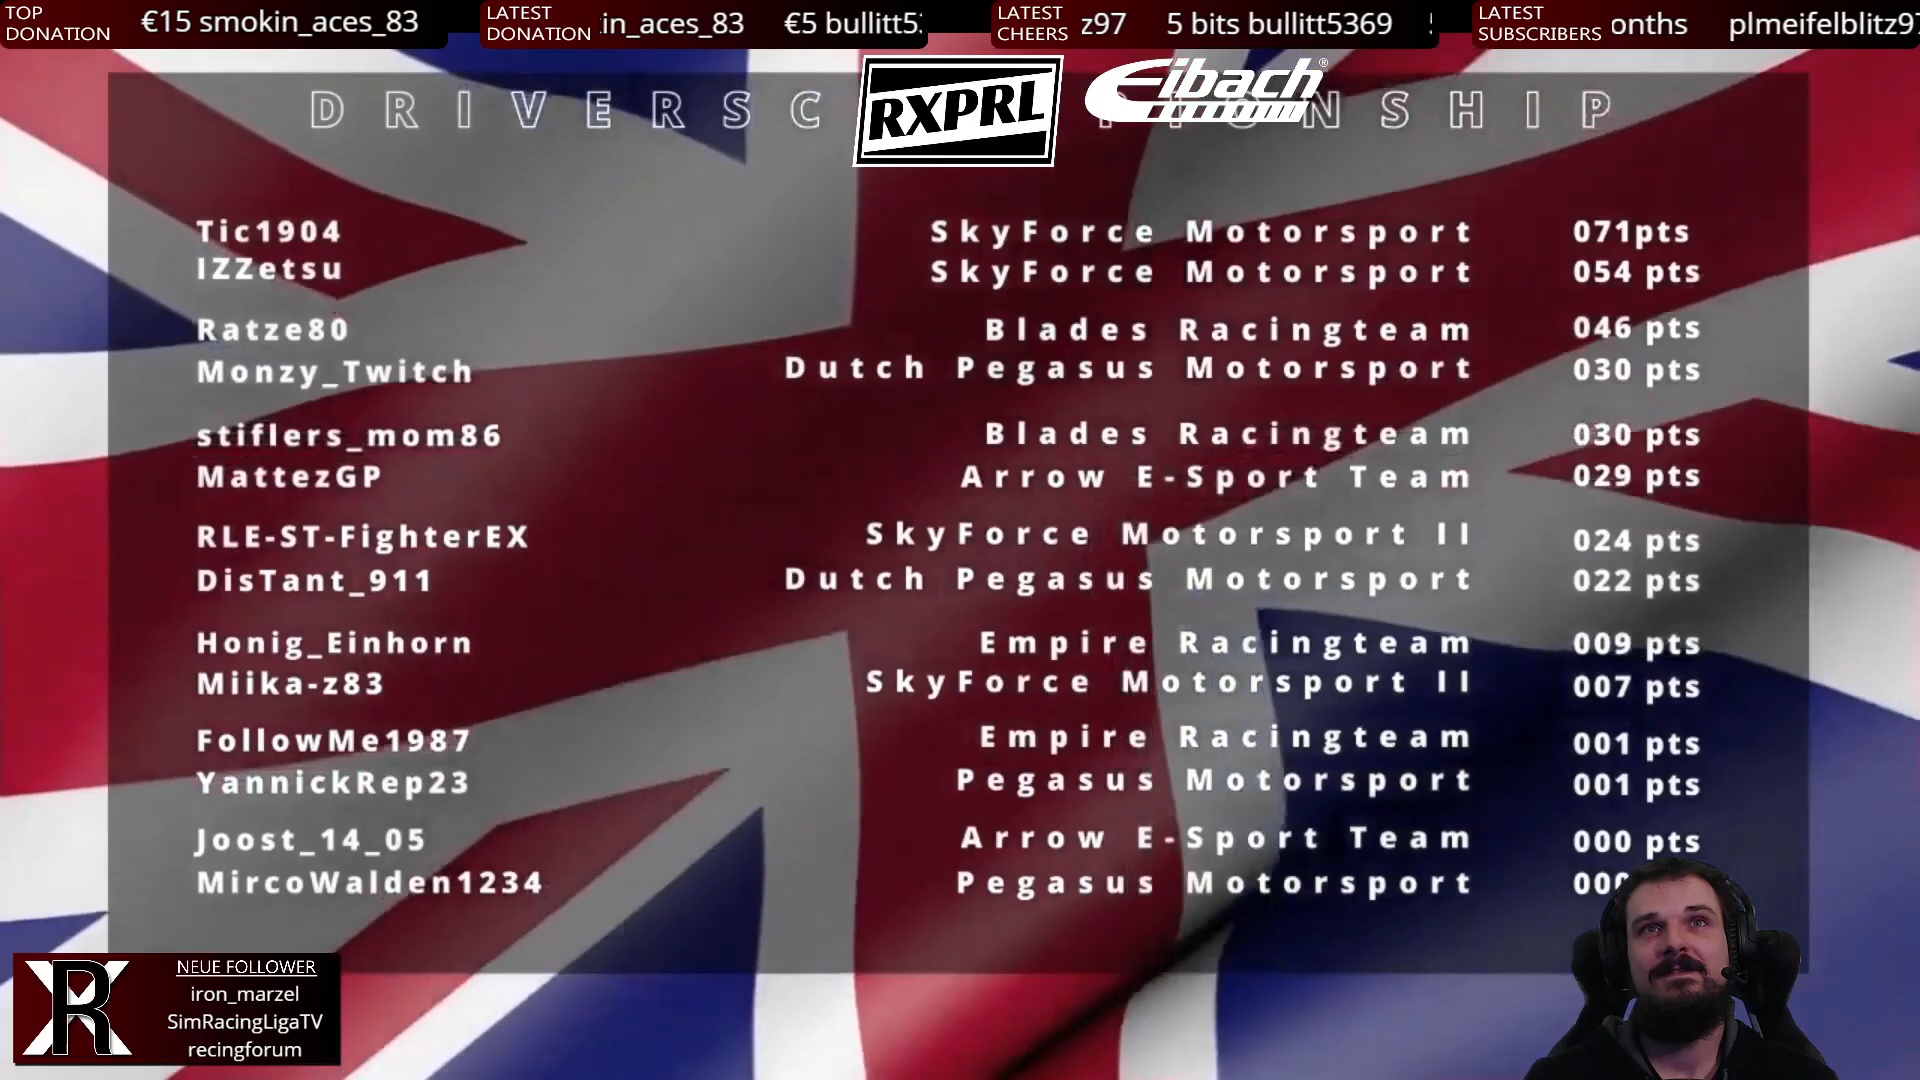 TOP DONATION €15 smokin_aces_83
LATEST DONATION in_aces_83 €5 bullitt5
LATEST CHEERS z97 5 bits bullitt5369
LATEST SUBSCRIBERS onths plmeifelblitz97
DRIVERSC
RXPRL
Eibach®
NSHIP
Tic1904 SkyForce Motorsport 071pts
IZZetsu SkyForce Motorsport 054 pts
Ratze80 Blades Racingteam 046 pts
Monzy_Twitch Dutch Pegasus Motorsport 030 pts
stiflers_mom86 Blades Racingteam 030 pts
MattezGP Arrow E-Sport Team 029 pts
RLE-ST-FighterEX SkyForce Motorsport II 024 pts
DisTant_911 Dutch Pegasus Motorsport 022 pts
Honig_Einhorn Empire Racingteam 009 pts
Miika-z83 SkyForce Motorsport II 007 pts
FollowMe1987 Empire Racingteam 001 pts
YannickRep23 Pegasus Motorsport 001 pts
Joost_14_05 Arrow E-Sport Team 000 pts
MircoWalden1234 Pegasus Motorsport 000
RX
NEUE FOLLOWER
iron_marzel
SimRacingLigaTV
recingforum